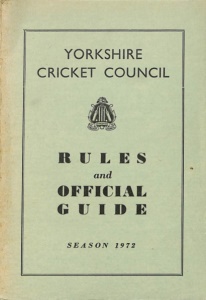 YORKSHIRE
CRICKET COUNCIL
RULES
and
OFFICIAL
GUIDE
SEASON 1972